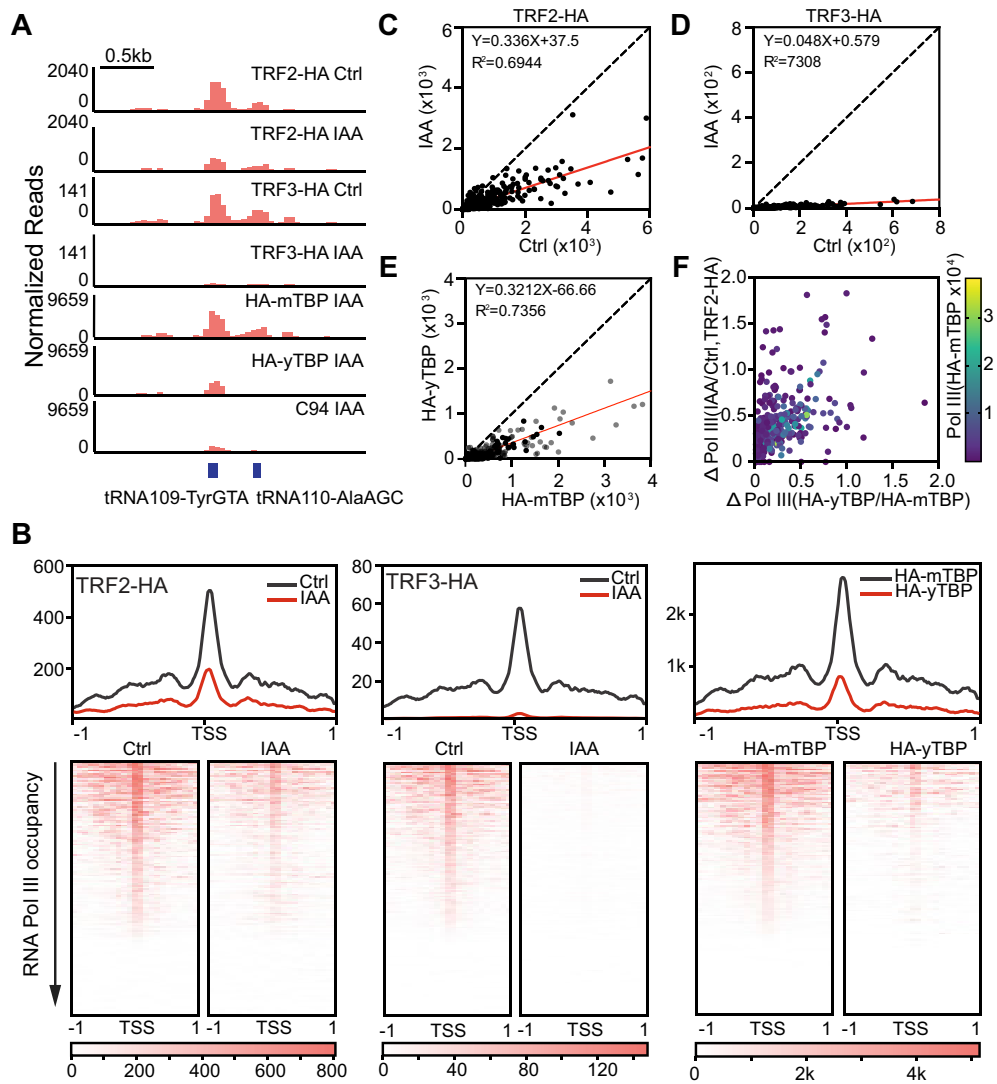 A
0.5kb
Normalized Reads
2040
0
TRF2-HA Ctrl
2040
0
TRF2-HA IAA
141
0
TRF3-HA Ctrl
141
0
TRF3-HA IAA
9659
0
HA-mTBP IAA
9659
0
HA-yTBP IAA
9659
0
C94 IAA
tRNA109-TyrGTA tRNA110-AlaAGC
C
TRF2-HA
Y=0.336X+37.5
R²=0.6944
IAA (x10³)
6
4
2
0
0 2 4 6
Ctrl (x10³)
D
TRF3-HA
Y=0.048X+0.579
R²=7308
IAA (x10²)
8
6
4
2
0
0 2 4 6 8
Ctrl (x10²)
E
Y=0.3212X-66.66
R²=0.7356
HA-yTBP (x10³)
4
3
2
1
0
0 1 2 3 4
HA-mTBP (x10³)
F
Δ Pol III(IAA/Ctrl,TRF2-HA)
2.0
1.5
1.0
0.5
0
0 0.5 1.0 1.5 2.0
Δ Pol III(HA-yTBP/HA-mTBP)
Pol III(HA-mTBP x10⁴)
3
2
1
B
600
400
200
TRF2-HA
Ctrl
IAA
-1 TSS 1
80
60
40
20
TRF3-HA
Ctrl
IAA
-1 TSS 1
2k
1k
HA-mTBP
HA-yTBP
-1 TSS 1
RNA Pol III occupancy
Ctrl IAA
-1 TSS 1 -1 TSS 1
0 200 400 600 800
Ctrl IAA
-1 TSS 1 -1 TSS 1
0 40 80 120
HA-mTBP HA-yTBP
-1 TSS 1 -1 TSS 1
0 2k 4k